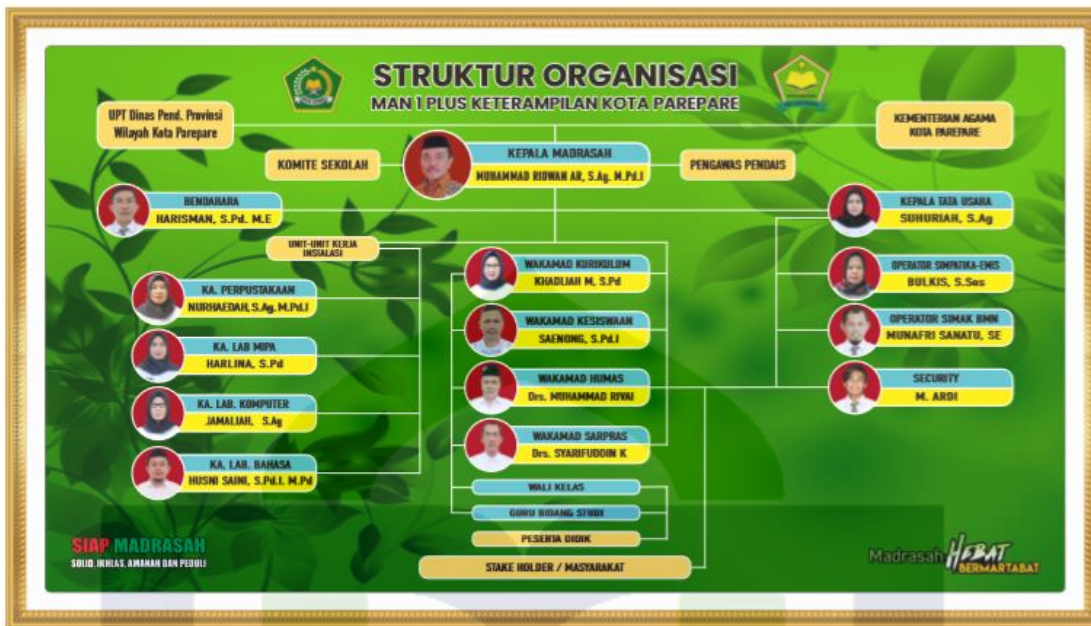 STRUKTUR ORGANISASI
MAN 1 PLUS KETERAMPILAN KOTA PAREPARE
UPT Dinas Pend. Provinsi
Wilayah Kota Parepare
KEMENTERIAN AGAMA
KOTA PAREPARE
KOMITE SEKOLAH
KEPALA MADRASAH
MUHAMMAD RIDWAN AR, S.Ag. M.Pd.I
PENGAWAS PENDAIS
BENDAHARA
HARISMAN, S.Pd. M.E
KEPALA TATA USAHA
SUHURIAH, S.Ag
UNIT-UNIT KERJA
INSTALASI
WAKAMAD KURIKULUM
KHADIJAH M, S.Pd
OPERATOR SIMPATIKA-EMIS
BULKIS, S.Sos
KA. PERPUSTAKAAN
NURHAEDAH, S.Ag. M.Pd.I
WAKAMAD KESISWAAN
SAENONG, S.Pd.I
OPERATOR SIMAK BMN
MUNAFRI SANATU, SE
KA. LAB MIPA
HARLINA, S.Pd
WAKAMAD HUMAS
Drs. MUHAMMAD RIVAI
SECURITY
M. ARDI
KA. LAB. KOMPUTER
JAMALIAH, S.Ag
WAKAMAD SARPRAS
Drs. SYARIFUDDIN K
KA. LAB. BAHASA
HUSNI SAINI, S.Pd.I. M.Pd
WALI KELAS
GURU BIDANG STUDI
PESERTA DIDIK
STAKE HOLDER / MASYARAKAT
SIAP MADRASAH
SOLID, IKHLAS, AMANAH DAN PEDULI
Madrasah HEBAT
BERMARTABAT